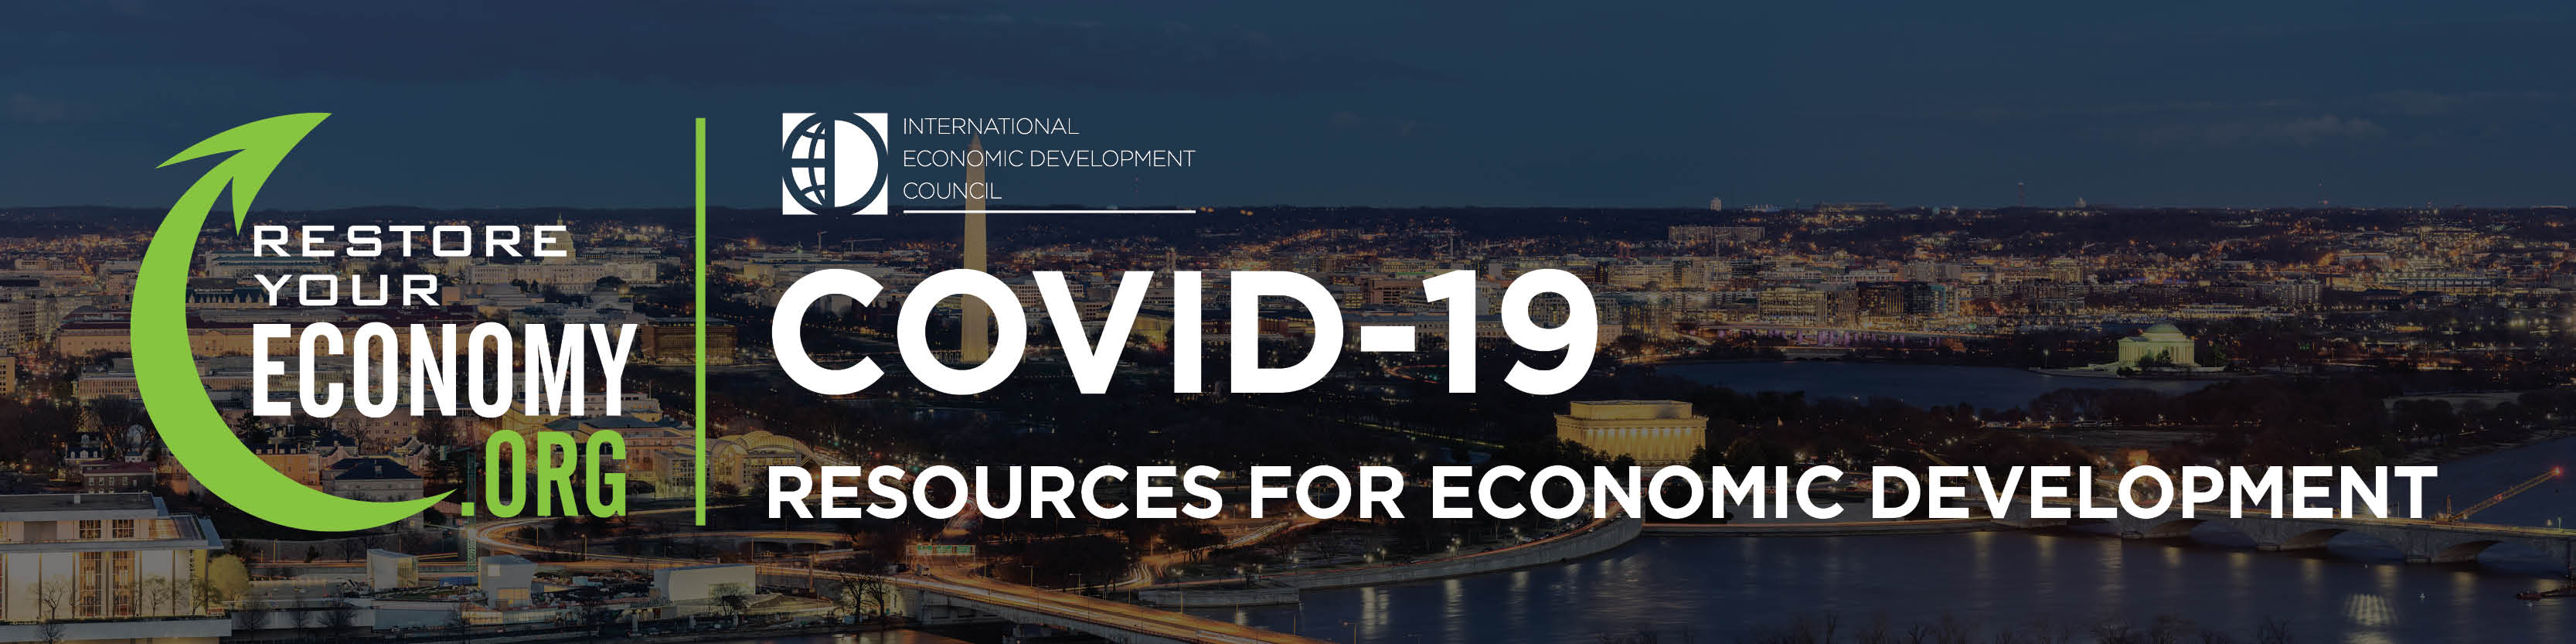 RESTORE
YOUR
ECONOMY
.ORG
INTERNATIONAL
ECONOMIC DEVELOPMENT
COUNCIL
COVID-19
RESOURCES FOR ECONOMIC DEVELOPMENT